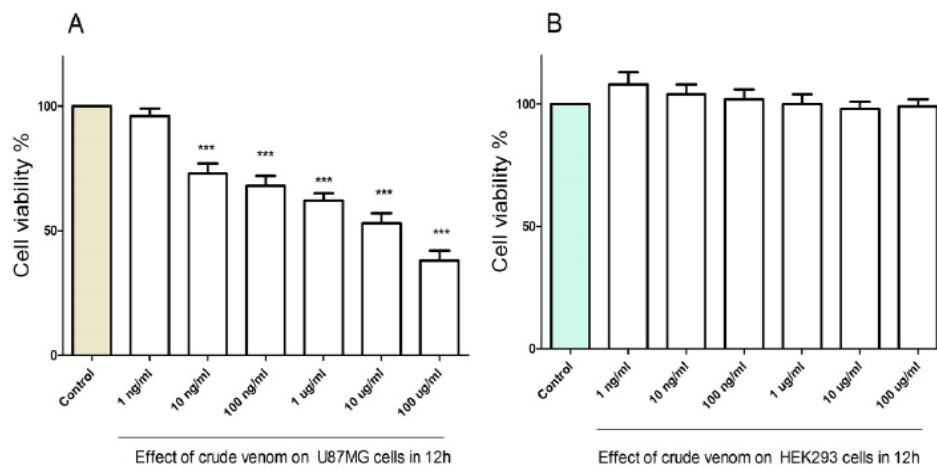 A
Cell viability %
100
50
0
***
***
***
***
***
Control
1 ng/ml
10 ng/ml
100 ng/ml
1 ug/ml
10 ug/ml
100 ug/ml
Effect of crude venom on U87MG cells in 12h
B
Cell viability %
100
50
0
Control
1 ng/ml
10 ng/ml
100 ng/ml
1 ug/ml
10 ug/ml
100 ug/ml
Effect of crude venom on HEK293 cells in 12h